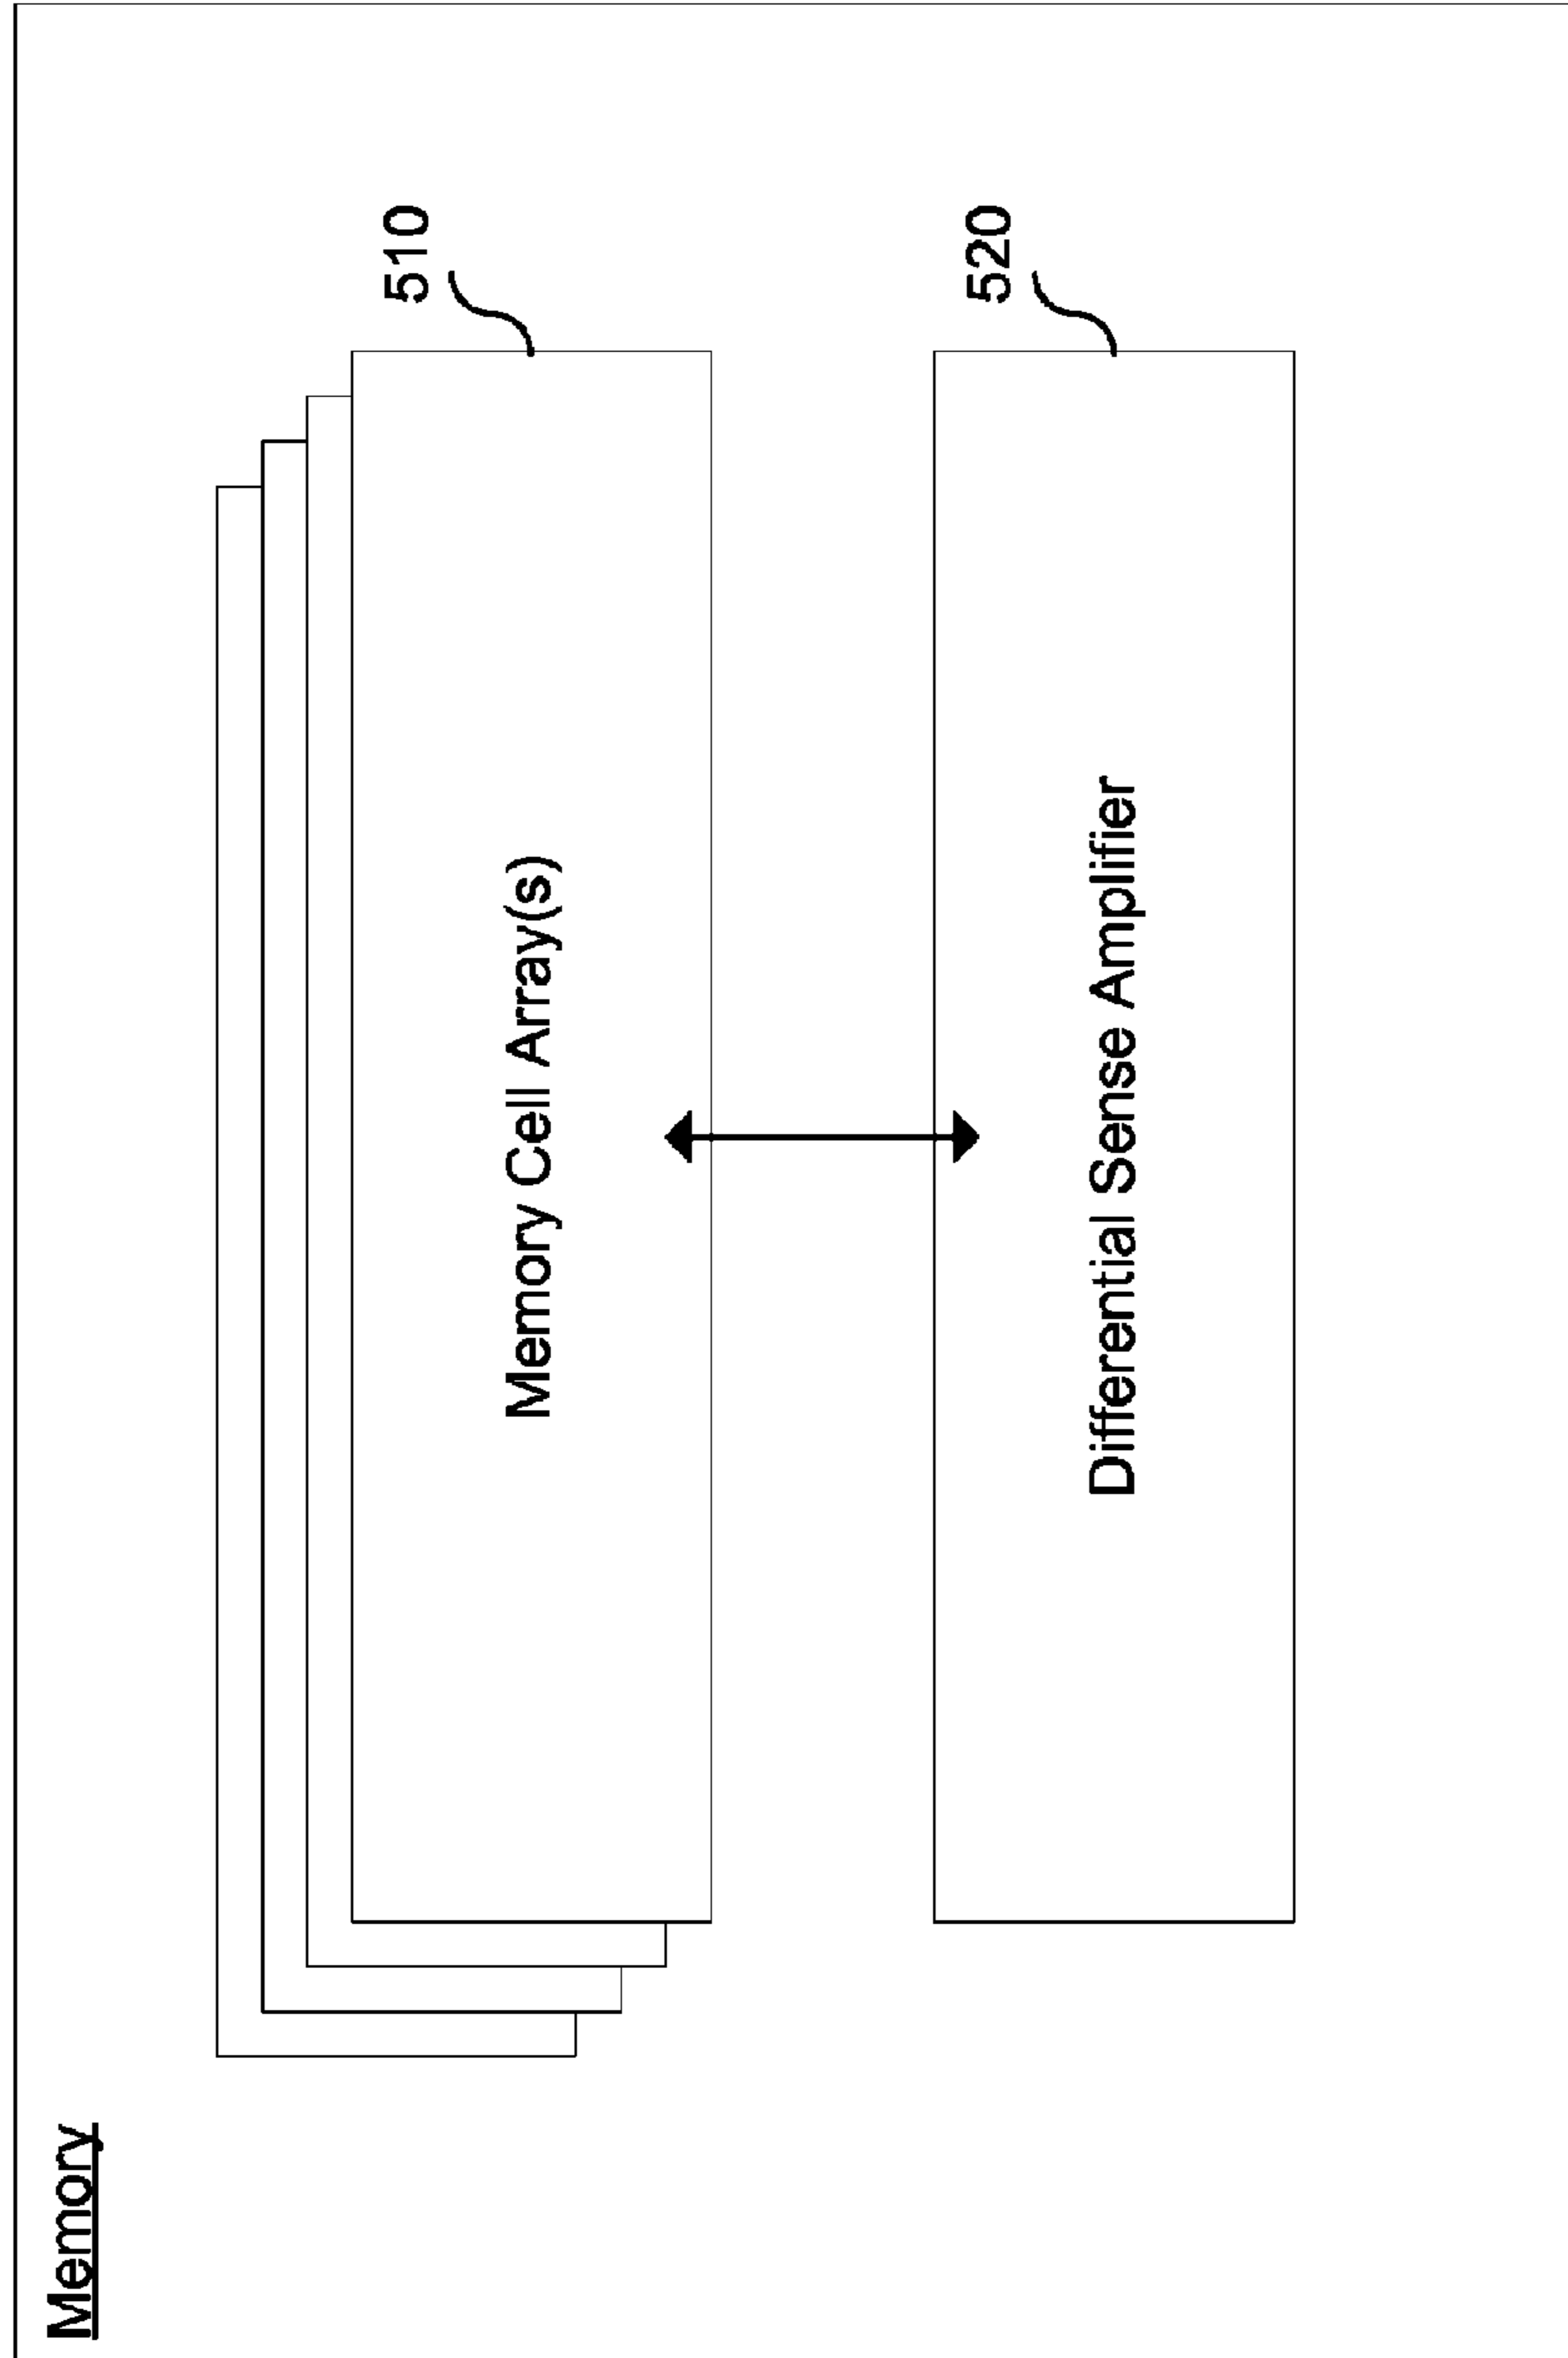 Memory
510
Memory Cell Array(s)
520
Differential Sense Amplifier